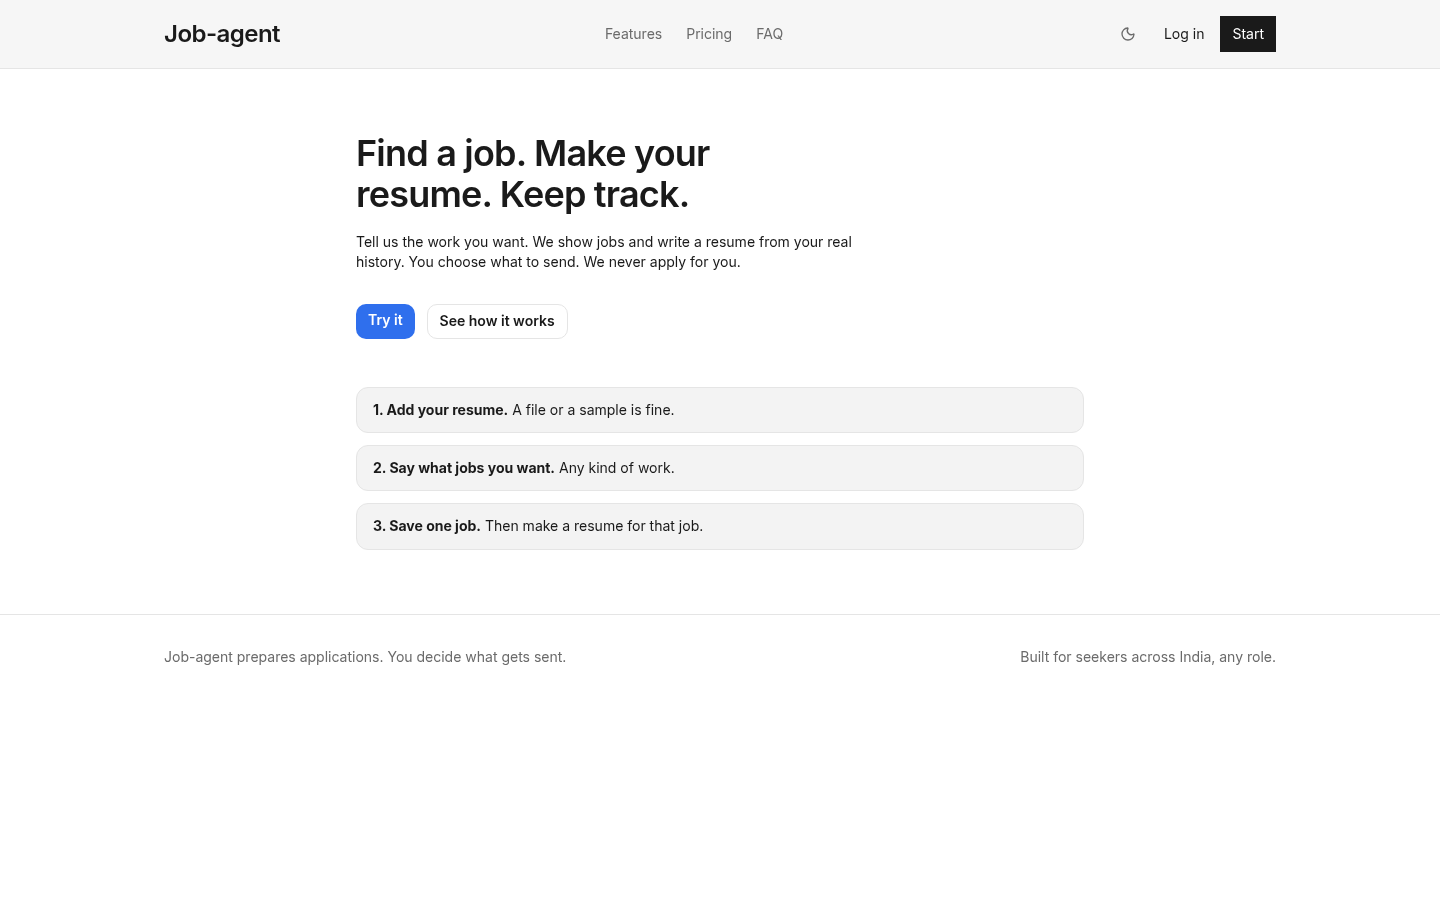 Job-agent
Features
Pricing
FAQ
Log in
Start
Find a job. Make your
resume. Keep track.
Tell us the work you want. We show jobs and write a resume from your real
history. You choose what to send. We never apply for you.
Try it
See how it works
1. Add your resume. A file or a sample is fine.
2. Say what jobs you want. Any kind of work.
3. Save one job. Then make a resume for that job.
Job-agent prepares applications. You decide what gets sent.
Built for seekers across India, any role.